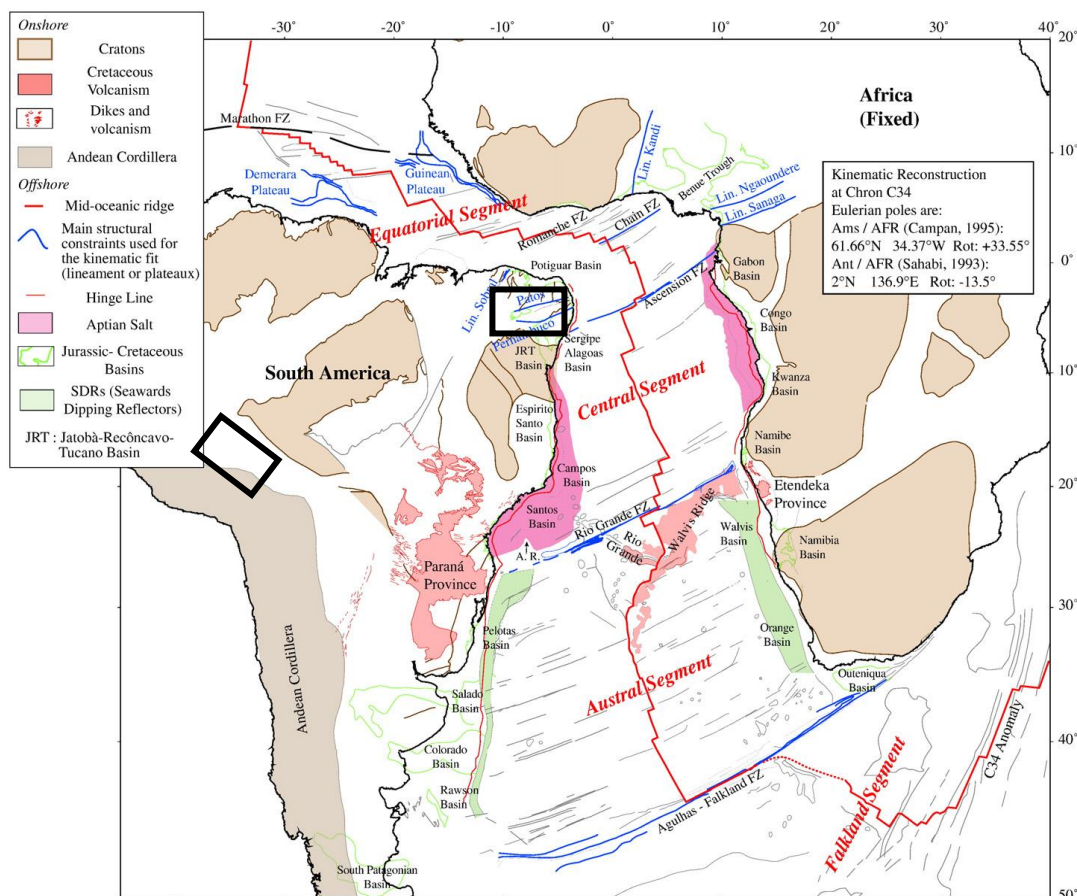 Onshore
Cratons
Cretaceous
Volcanism
Dikes and
volcanism
Andean Cordillera
Offshore
Mid-oceanic ridge
Main structural
constraints used for
the kinematic fit
(lineament or plateaux)
Hinge Line
Aptian Salt
Jurassic- Cretaceous
Basins
SDRs (Seawards
Dipping Reflectors)
JRT : Jatobà-Recôncavo-
Tucano Basin
-30°
-20°
-10°
0°
10°
20°
30°
40°
20°
10°
0°
-10°
-20°
-30°
-40°
-50°
Africa
(Fixed)
Kinematic Reconstruction
at Chron C34
Eulerian poles are:
Ams / AFR (Campan, 1995):
61.66°N 34.37°W Rot: +33.55°
Ant / AFR (Sahabi, 1993):
2°N 136.9°E Rot: -13.5°
Marathon FZ
Demerara
Plateau
Guinean
Plateau
Equatorial Segment
Romanche FZ
Chain FZ
Lin. Kandi
Benue Trough
Lin. Ngaoundere
Lin. Sanaga
Potiguar Basin
Ascension FZ
Gabon
Basin
Patos
Pernambuco
Sergipe
Alagoas
Basin
JRT
Basin
Congo
Basin
South America
Central Segment
Kwanza
Basin
Espirito
Santo
Basin
Namibe
Basin
Campos
Basin
Santos
Basin
Etendeka
Province
Rio Grande FZ
Walvis Ridge
Rio
Grande
A. R.
Walvis
Basin
Namibia
Basin
Paraná
Province
Pelotas
Basin
Orange
Basin
Austral Segment
Outeniqua
Basin
Salado
Basin
Andean Cordillera
Colorado
Basin
Rawson
Basin
Agulhas - Falkland FZ
Falkland Segment
C34 Anomaly
South Patagonian
Basin